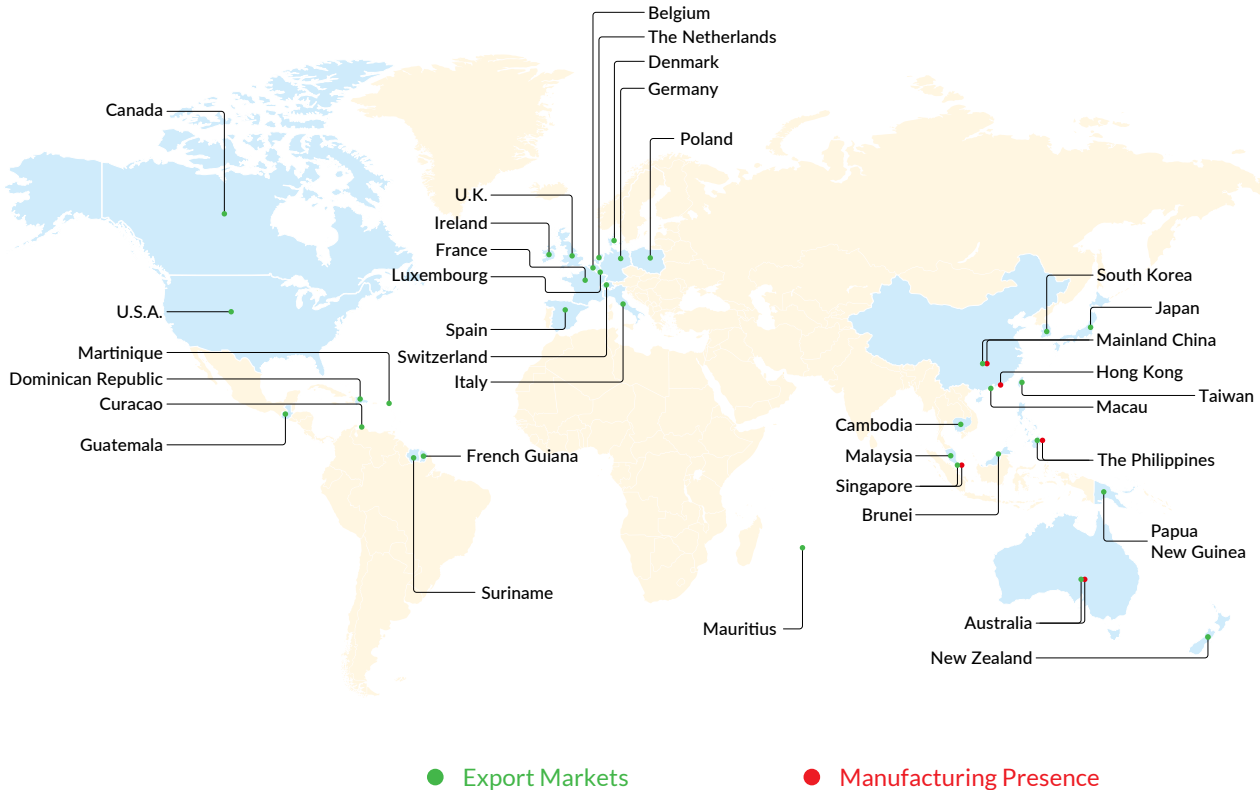 Belgium
The Netherlands
Denmark
Germany
Canada
Poland
U.K.
Ireland
France
Luxembourg
South Korea
Japan
U.S.A.
Spain
Mainland China
Martinique
Switzerland
Hong Kong
Dominican Republic
Italy
Taiwan
Curacao
Macau
Cambodia
Guatemala
French Guiana
Malaysia
The Philippines
Singapore
Brunei
Papua
New Guinea
Suriname
Mauritius
Australia
New Zealand
Export Markets
Manufacturing Presence